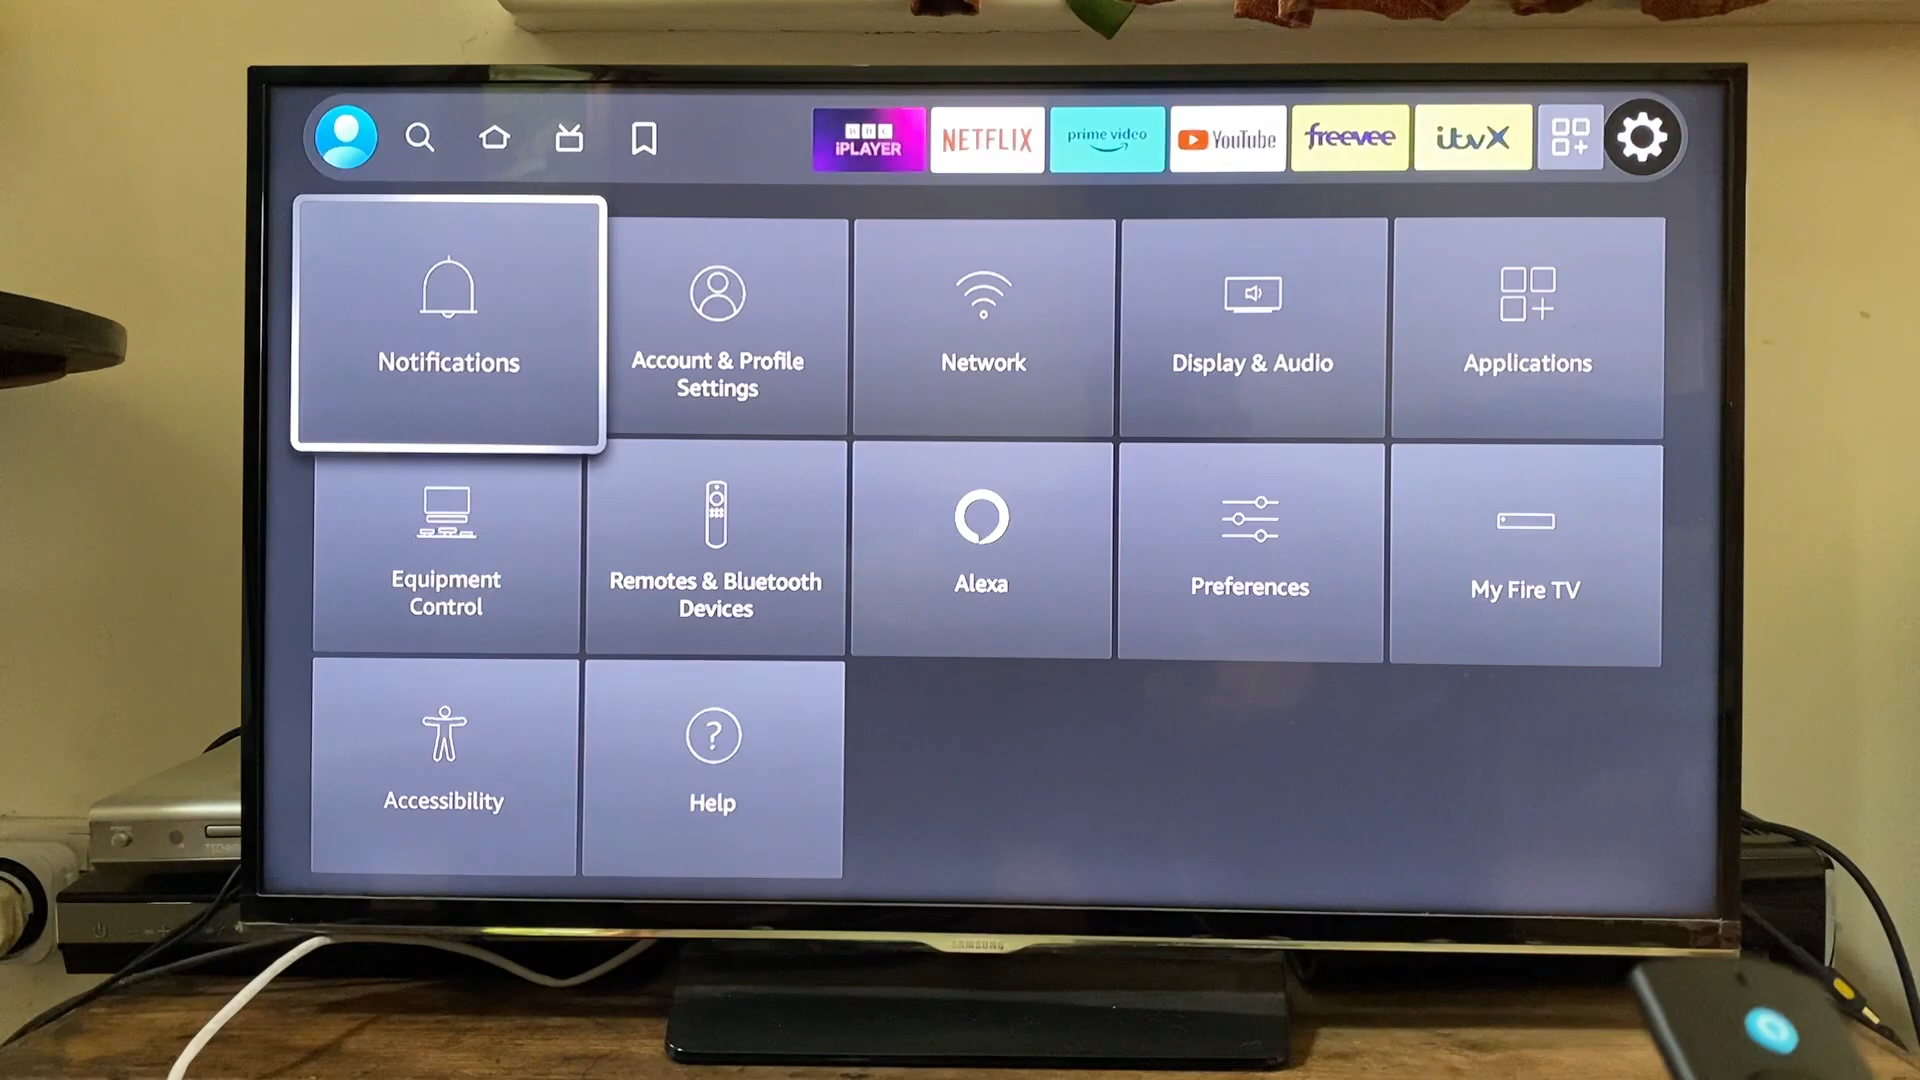 BBC
iPLAYER
NETFLIX
prime video
YouTube
freevee
itvX
Notifications
Account & Profile
Settings
Network
Display & Audio
Applications
Equipment
Control
Remotes & Bluetooth
Devices
Alexa
Preferences
My Fire TV
Accessibility
Help
SAMSUNG